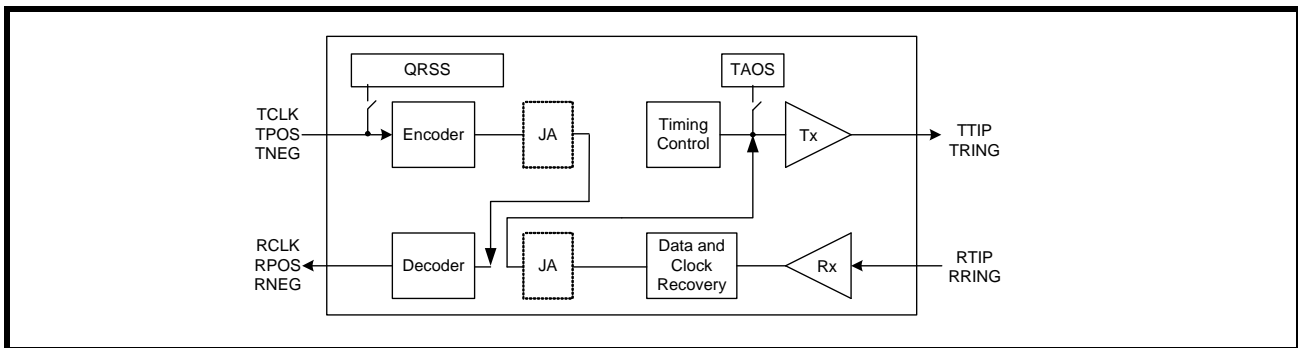 QRSS
TAOS
TCLK
TPOS
TNEG
Encoder
JA
Timing
Control
Tx
TTIP
TRING
RCLK
RPOS
RNEG
Decoder
JA
Data and
Clock
Recovery
Rx
RTIP
RRING